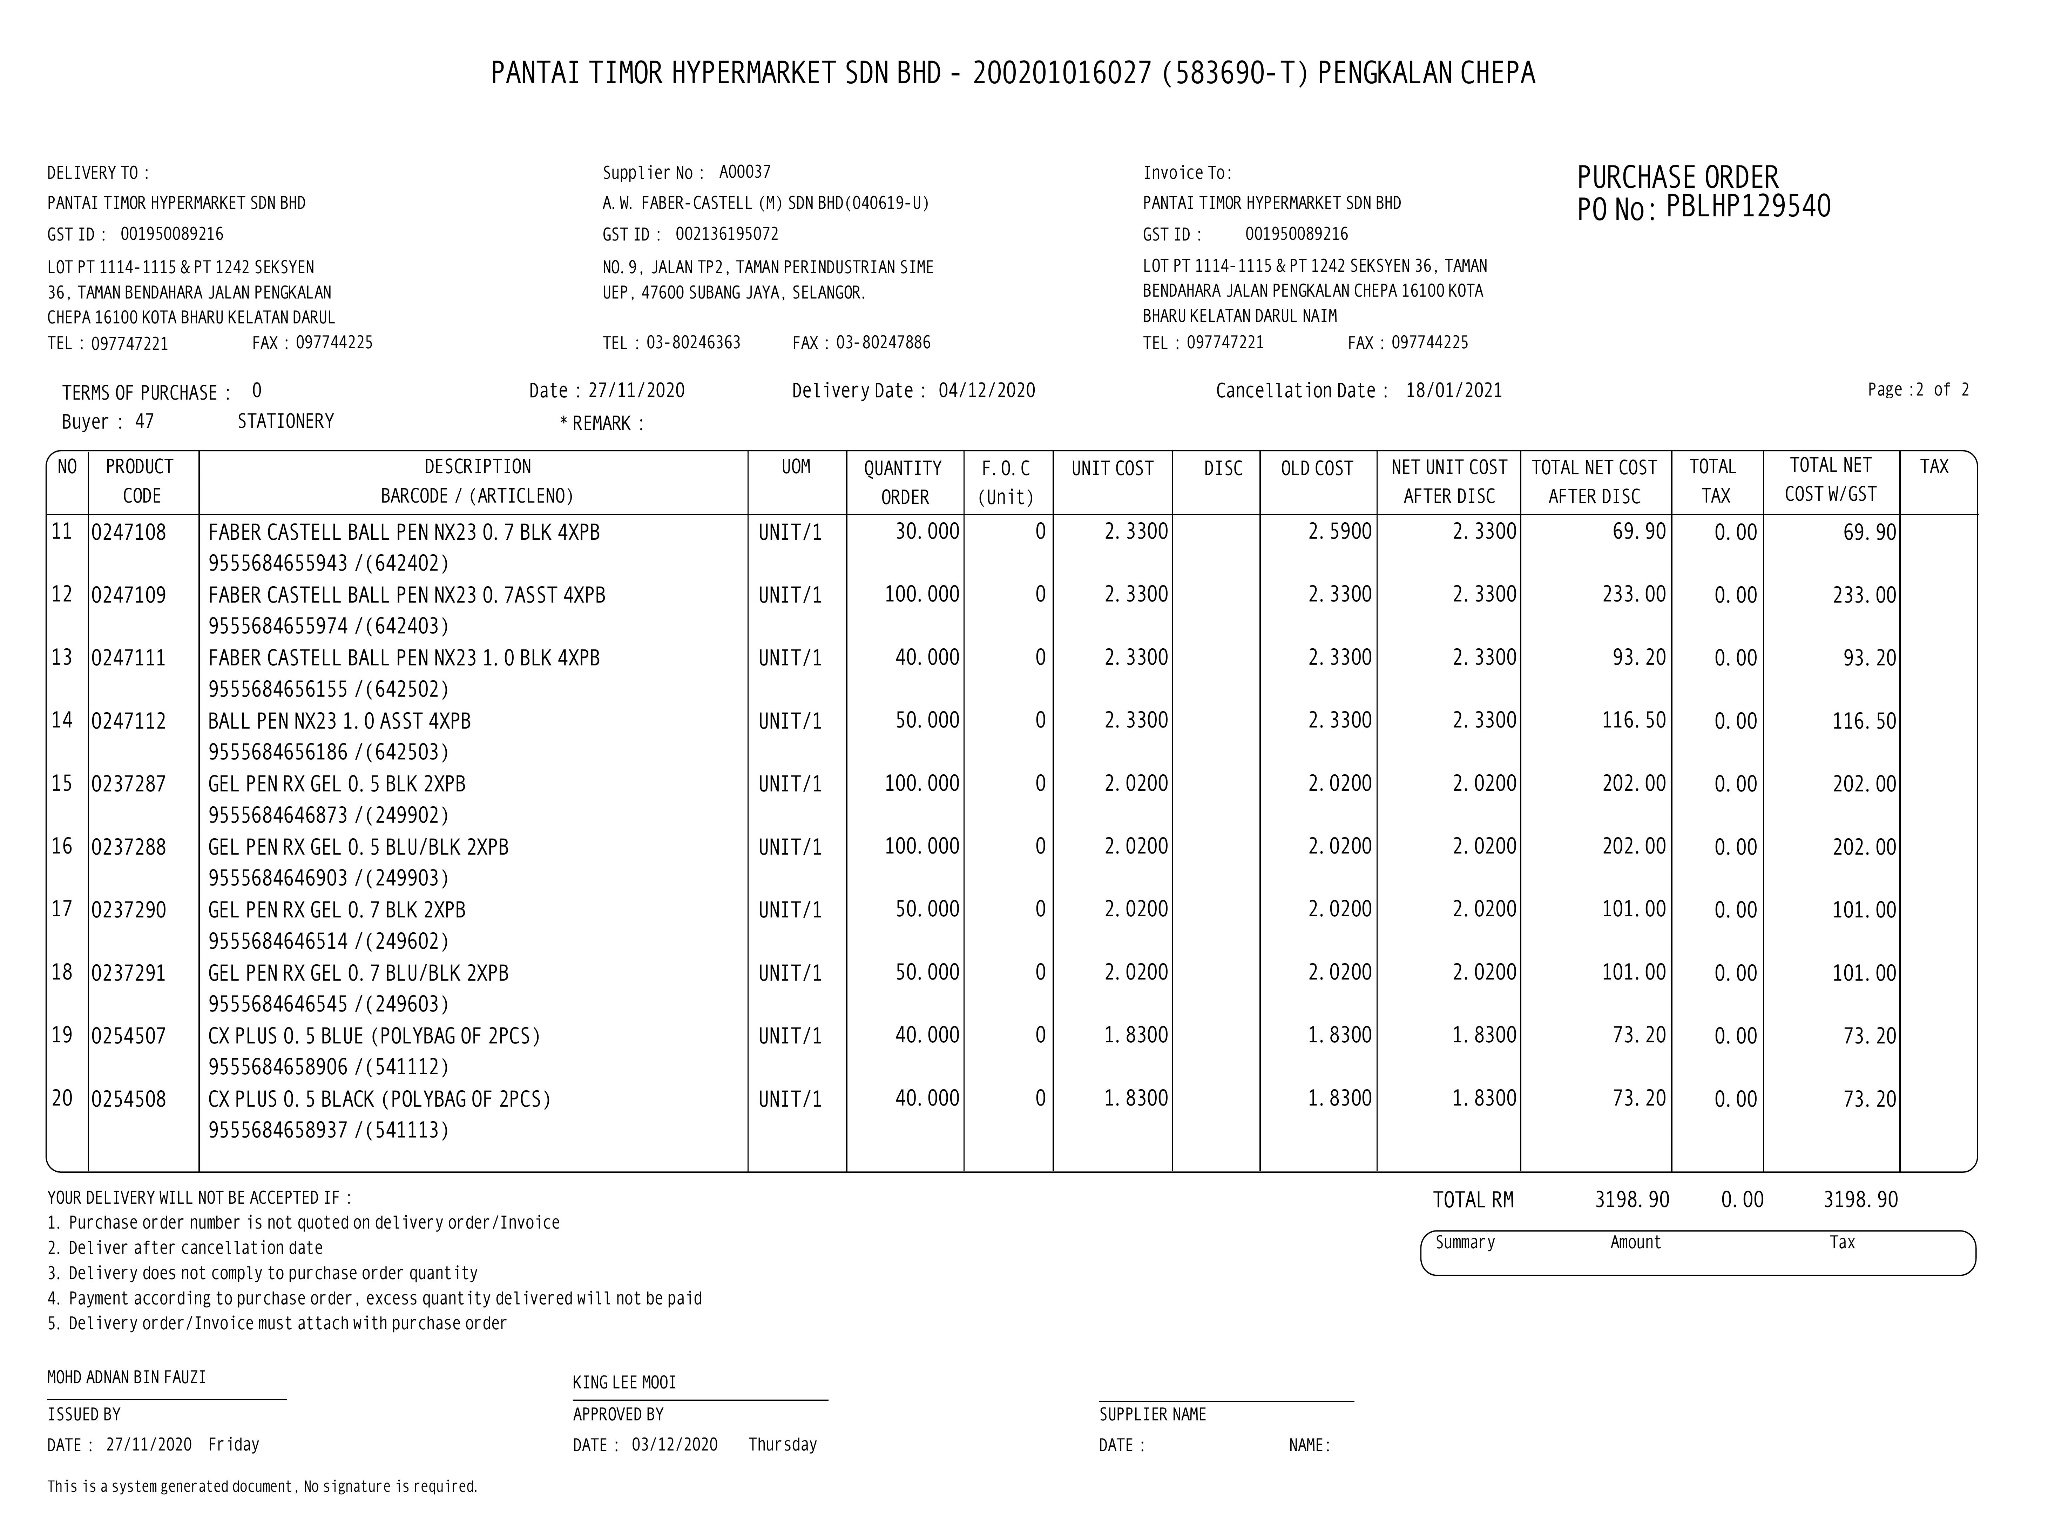 PANTAI TIMOR HYPERMARKET SDN BHD - 200201016027 (583690-T) PENGKALAN CHEPA
DELIVERY TO :
PANTAI TIMOR HYPERMARKET SDN BHD
GST ID : 001950089216
LOT PT 1114-1115 & PT 1242 SEKSYEN
36, TAMAN BENDAHARA JALAN PENGKALAN
CHEPA 16100 KOTA BHARU KELATAN DARUL
TEL : 097747221 FAX : 097744225
Supplier No : A00037
A.W. FABER-CASTELL (M) SDN BHD(040619-U)
GST ID : 002136195072
NO.9, JALAN TP2, TAMAN PERINDUSTRIAN SIME
UEP, 47600 SUBANG JAYA, SELANGOR.
TEL : 03-80246363 FAX : 03-80247886
Invoice To:
PANTAI TIMOR HYPERMARKET SDN BHD
GST ID : 001950089216
LOT PT 1114-1115 & PT 1242 SEKSYEN 36, TAMAN
BENDAHARA JALAN PENGKALAN CHEPA 16100 KOTA
BHARU KELATAN DARUL NAIM
TEL : 097747221 FAX : 097744225
PURCHASE ORDER
PO No: PBLHP129540
TERMS OF PURCHASE : 0 Date : 27/11/2020 Delivery Date : 04/12/2020 Cancellation Date : 18/01/2021 Page :2 of 2
Buyer : 47 STATIONERY * REMARK :
NO PRODUCT DESCRIPTION UOM QUANTITY F.O.C UNIT COST DISC OLD COST NET UNIT COST TOTAL NET COST TOTAL TOTAL NET TAX
CODE BARCODE / (ARTICLENO) ORDER (Unit) AFTER DISC AFTER DISC TAX COST W/GST
11 0247108 FABER CASTELL BALL PEN NX23 0.7 BLK 4XPB UNIT/1 30.000 0 2.3300 2.5900 2.3300 69.90 0.00 69.90
9555684655943 /(642402)
12 0247109 FABER CASTELL BALL PEN NX23 0.7ASST 4XPB UNIT/1 100.000 0 2.3300 2.3300 2.3300 233.00 0.00 233.00
9555684655974 /(642403)
13 0247111 FABER CASTELL BALL PEN NX23 1.0 BLK 4XPB UNIT/1 40.000 0 2.3300 2.3300 2.3300 93.20 0.00 93.20
9555684656155 /(642502)
14 0247112 BALL PEN NX23 1.0 ASST 4XPB UNIT/1 50.000 0 2.3300 2.3300 2.3300 116.50 0.00 116.50
9555684656186 /(642503)
15 0237287 GEL PEN RX GEL 0.5 BLK 2XPB UNIT/1 100.000 0 2.0200 2.0200 2.0200 202.00 0.00 202.00
9555684646873 /(249902)
16 0237288 GEL PEN RX GEL 0.5 BLU/BLK 2XPB UNIT/1 100.000 0 2.0200 2.0200 2.0200 202.00 0.00 202.00
9555684646903 /(249903)
17 0237290 GEL PEN RX GEL 0.7 BLK 2XPB UNIT/1 50.000 0 2.0200 2.0200 2.0200 101.00 0.00 101.00
9555684646514 /(249602)
18 0237291 GEL PEN RX GEL 0.7 BLU/BLK 2XPB UNIT/1 50.000 0 2.0200 2.0200 2.0200 101.00 0.00 101.00
9555684646545 /(249603)
19 0254507 CX PLUS 0.5 BLUE (POLYBAG OF 2PCS) UNIT/1 40.000 0 1.8300 1.8300 1.8300 73.20 0.00 73.20
9555684658906 /(541112)
20 0254508 CX PLUS 0.5 BLACK (POLYBAG OF 2PCS) UNIT/1 40.000 0 1.8300 1.8300 1.8300 73.20 0.00 73.20
9555684658937 /(541113)
TOTAL RM 3198.90 0.00 3198.90
Summary Amount Tax
YOUR DELIVERY WILL NOT BE ACCEPTED IF :
1. Purchase order number is not quoted on delivery order/Invoice
2. Deliver after cancellation date
3. Delivery does not comply to purchase order quantity
4. Payment according to purchase order, excess quantity delivered will not be paid
5. Delivery order/Invoice must attach with purchase order
MOHD ADNAN BIN FAUZI
ISSUED BY
DATE : 27/11/2020 Friday
KING LEE MOOI
APPROVED BY
DATE : 03/12/2020 Thursday
SUPPLIER NAME
DATE : NAME:
This is a system generated document, No signature is required.